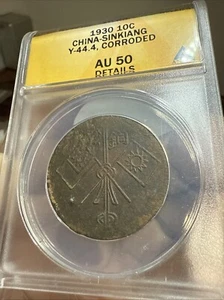 1930 10C
CHINA-SINKIANG
Y-44.4, CORRODED
AU 50
DETAILS